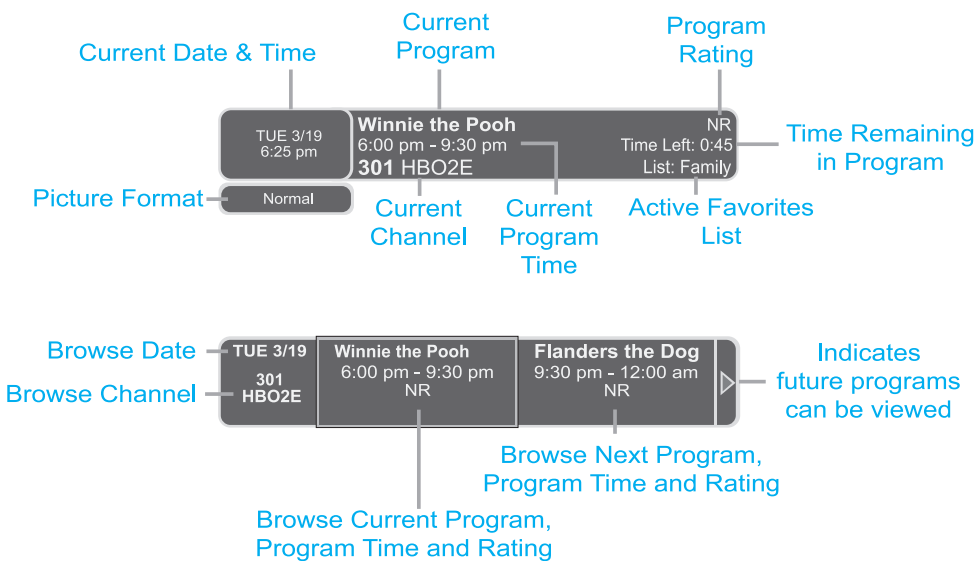 Current
Program
Program
Rating
Current Date & Time
TUE 3/19
6:25 pm
Winnie the Pooh
6:00 pm - 9:30 pm
301 HBO2E
NR
Time Left: 0:45
List: Family
Time Remaining
in Program
Picture Format
Normal
Current
Channel
Current
Program
Time
Active Favorites
List
Browse Date
Browse Channel
TUE 3/19
301
HBO2E
Winnie the Pooh
6:00 pm - 9:30 pm
NR
Flanders the Dog
9:30 pm - 12:00 am
NR
Indicates
future programs
can be viewed
Browse Next Program,
Program Time and Rating
Browse Current Program,
Program Time and Rating